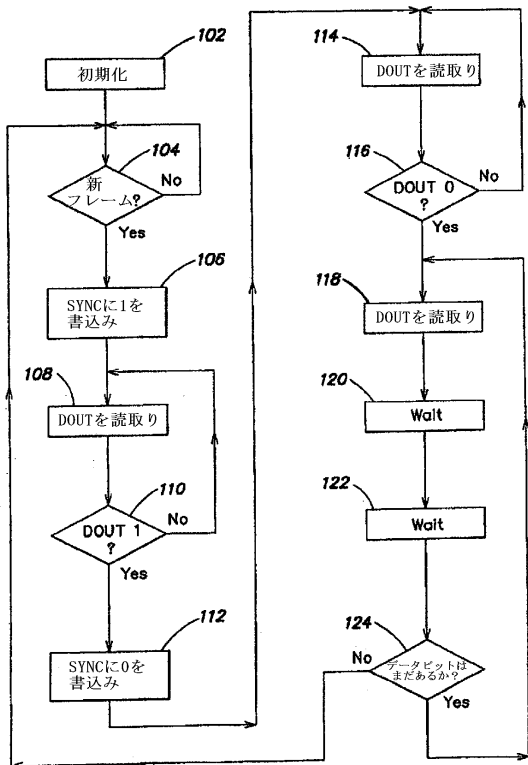 102
初期化
104
新
フレーム?
No
Yes
106
SYNCに1を
書込み
108
DOUTを読取り
110
DOUT 1
?
No
Yes
112
SYNCに0を
書込み
114
DOUTを読取り
116
DOUT 0
?
No
Yes
118
DOUTを読取り
120
Wait
122
Wait
124
データビットは
まだあるか?
No
Yes